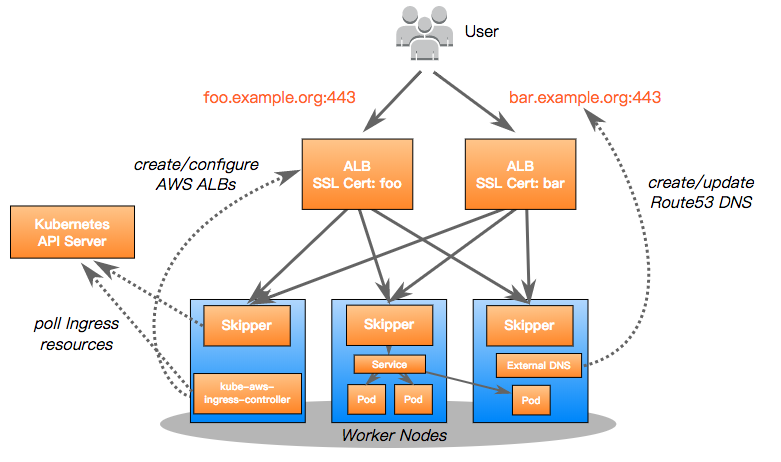 User
foo.example.org:443
bar.example.org:443
create/configure
AWS ALBs
ALB
SSL Cert: foo
ALB
SSL Cert: bar
create/update
Route53 DNS
Kubernetes
API Server
poll Ingress
resources
Skipper
Skipper
Skipper
Service
External DNS
kube-aws-
ingress-controller
Pod
Pod
Pod
Worker Nodes